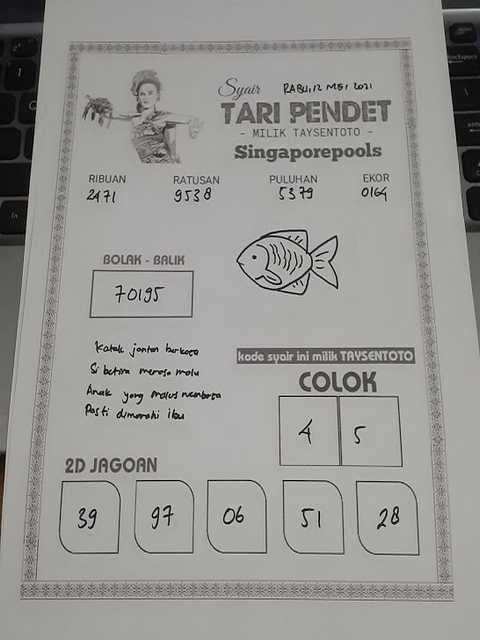 Syair RABU, 12 MEI 2021
TARI PENDET
- MILIK TAYSENTOTO -
Singaporepools
RIBUAN RATUSAN PULUHAN EKOR
2471 9538 5379 0164
BOLAK - BALIK
70195
Katak jantan berkata
Si betina merasa malu
Anak yang malas membaca
Pasti dimarahi ibu
kode syair ini milik TAYSENTOTO
COLOK
4 5
2D JAGOAN
39 97 06 51 28